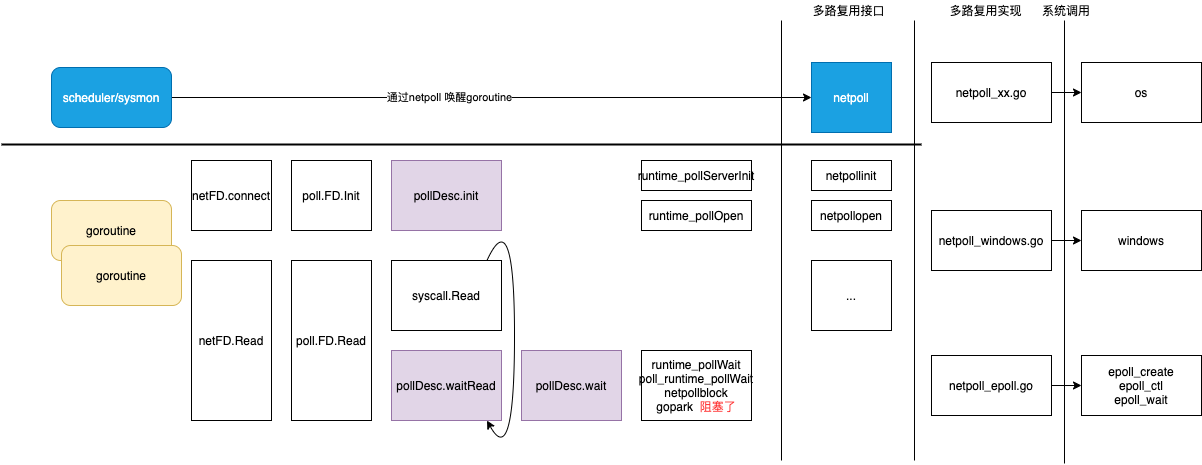 多路复用接口
多路复用实现
系统调用
scheduler/sysmon
通过netpoll 唤醒goroutine
netpoll
netpoll_xx.go
os
netFD.connect
poll.FD.Init
pollDesc.init
runtime_pollServerInit
netpollinit
runtime_pollOpen
netpollopen
goroutine
goroutine
netpoll_windows.go
windows
netFD.Read
poll.FD.Read
syscall.Read
...
pollDesc.waitRead
pollDesc.wait
runtime_pollWait
poll_runtime_pollWait
netpollblock
gopark 阻塞了
netpoll_epoll.go
epoll_create
epoll_ctl
epoll_wait